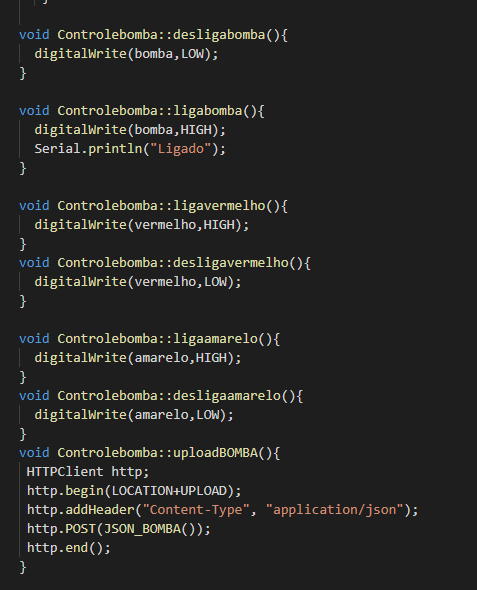 void Controlebomba::desligabomba(){
digitalWrite(bomba,LOW);
}
void Controlebomba::ligabomba(){
digitalWrite(bomba,HIGH);
Serial.println("Ligado");
}
void Controlebomba::ligavermelho(){
digitalWrite(vermelho,HIGH);
}
void Controlebomba::desligavermelho(){
digitalWrite(vermelho,LOW);
}
void Controlebomba::ligaamarelo(){
digitalWrite(amarelo,HIGH);
}
void Controlebomba::desligaamarelo(){
digitalWrite(amarelo,LOW);
}
void Controlebomba::uploadBOMBA(){
HTTPClient http;
http.begin(LOCATION+UPLOAD);
http.addHeader("Content-Type", "application/json");
http.POST(JSON_BOMBA());
http.end();
}